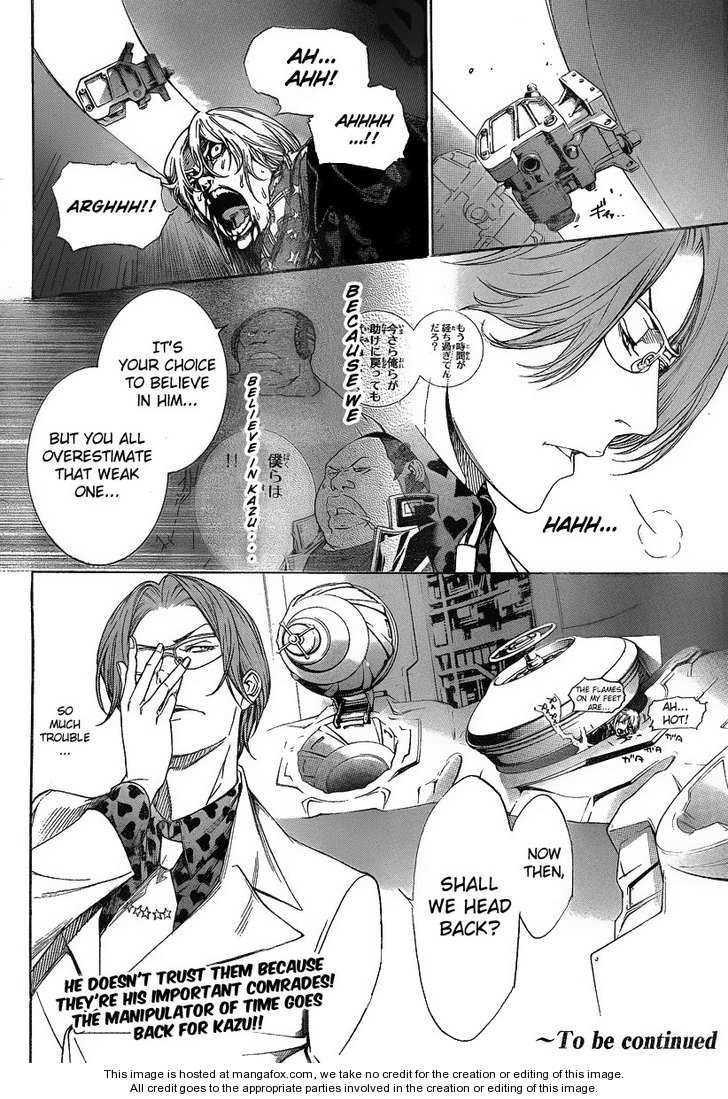 AH...
AHH!
AHHHH
...!!
ARGHHH!!
ギャ...
BECAUSE WE
BELIEVE IN KAZU....
もう時間が
経ち過ぎてん
だろ?
今さら俺らが
助けに戻っても
僕らは
!!
IT'S
YOUR CHOICE
TO BELIEVE
IN HIM...
BUT YOU ALL
OVERESTIMATE
THAT WEAK
ONE...
HAHH...
SO
MUCH
TROUBLE
...
THE FLAMES
ON MY FEET
ARE...
AH...
HOT!
ガタ
ガタ
NOW
THEN,
SHALL
WE HEAD
BACK?
HE DOESN'T TRUST THEM BECAUSE
THEY'RE HIS IMPORTANT COMRADES!
THE MANIPULATOR OF TIME GOES
BACK FOR KAZU!!
~To be continued
This image is hosted at mangafox.com, we take no credit for the creation or editing of this image.
All credit goes to the appropriate parties involved in the creation or editing of this image.